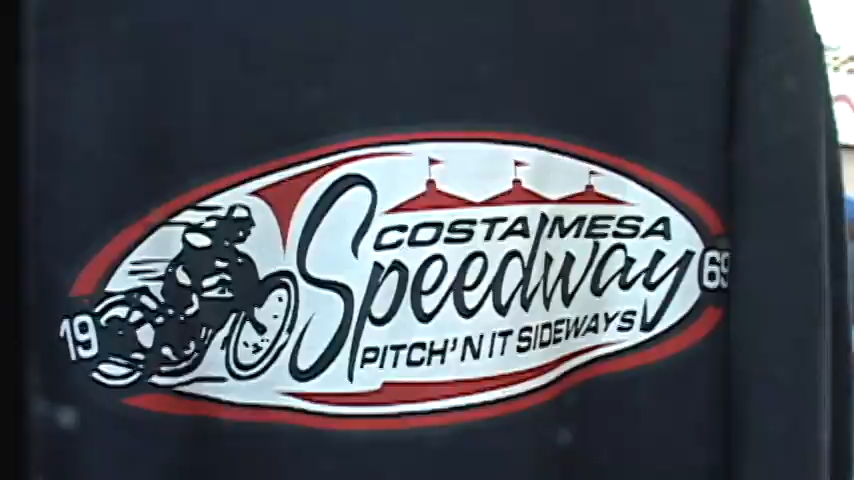 COSTA MESA
Speedway
PITCH'N IT SIDEWAYS
19
69